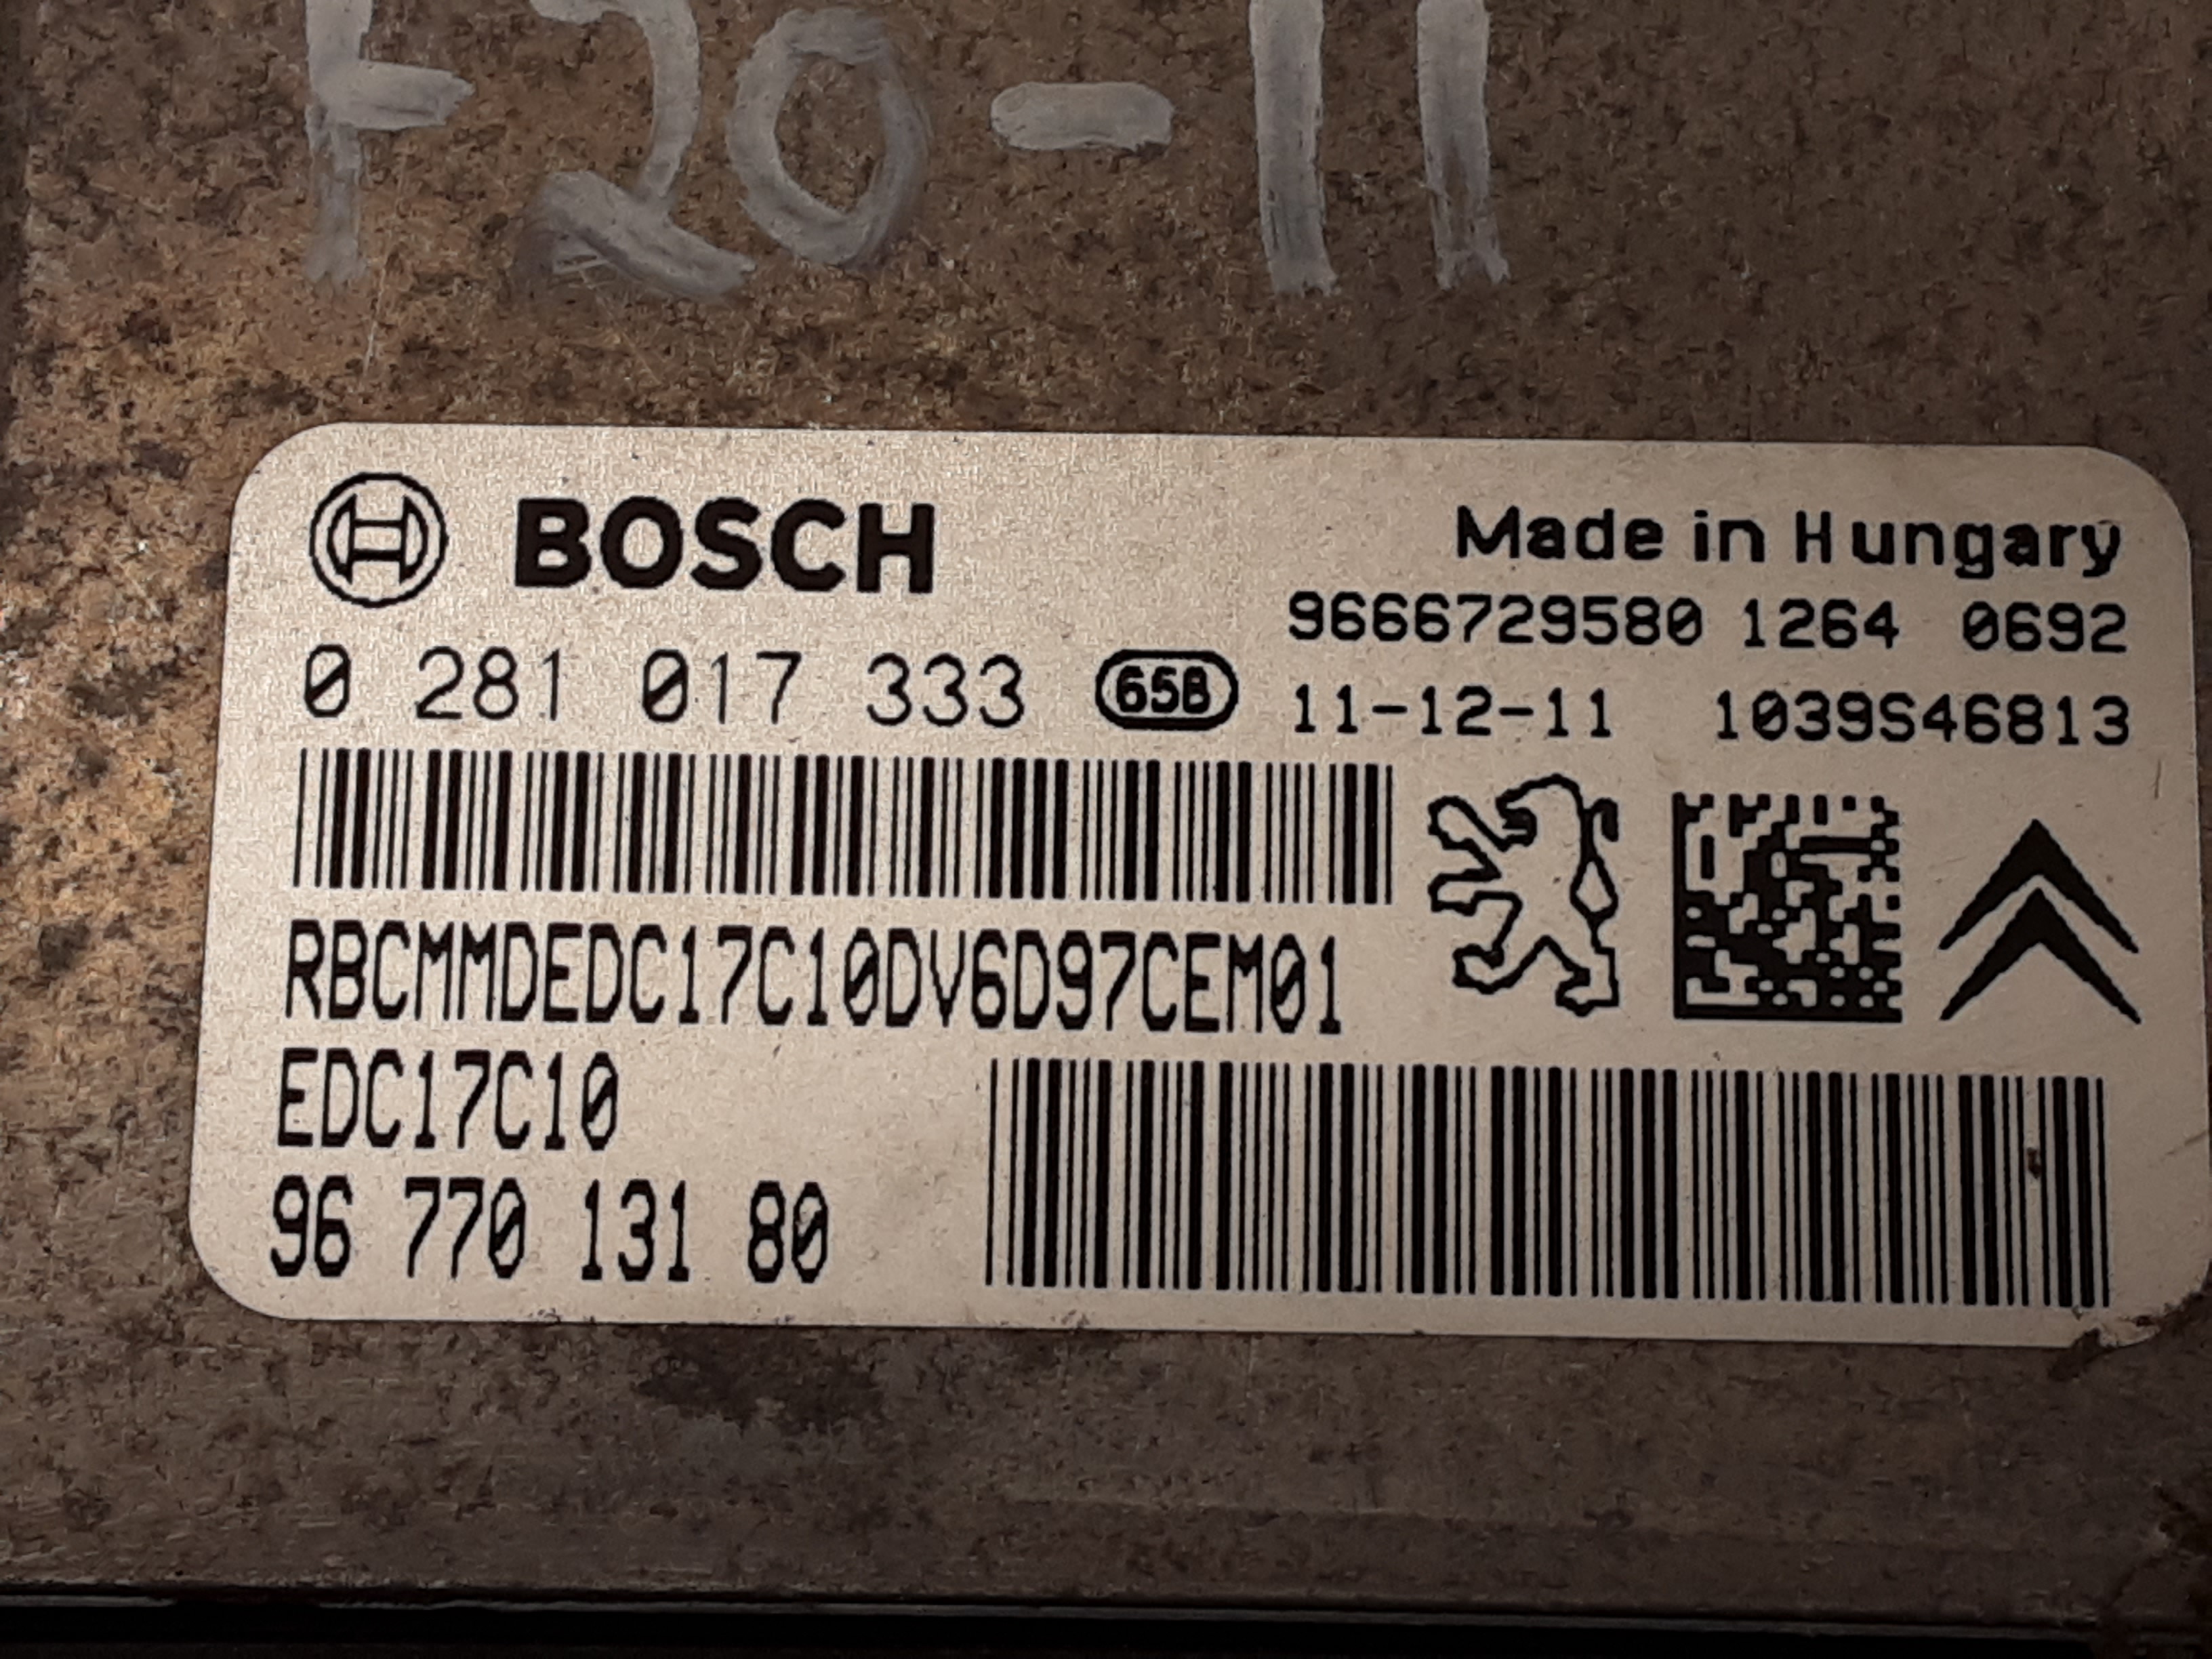 F20-11
BOSCH
Made in Hungary
9666729580 1264 0692
0 281 017 333 65B
11-12-11 1039S46813
RBCMMDEDC17C10DV6D97CEM01
EDC17C10
96 770 131 80